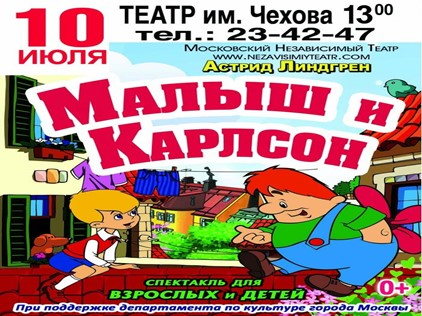 10
ИЮЛЯ
ТЕАТР им. Чехова 13⁰⁰
тел.: 23-42-47
Московский Независимый Театр
www.nezavisimiyteatr.com
Астрид Линдгрен
Малыш и
Карлсон
СПЕКТАКЛЬ ДЛЯ
ВЗРОСЛЫХ и ДЕТЕЙ
0+
При поддержке департамента по культуре города Москвы